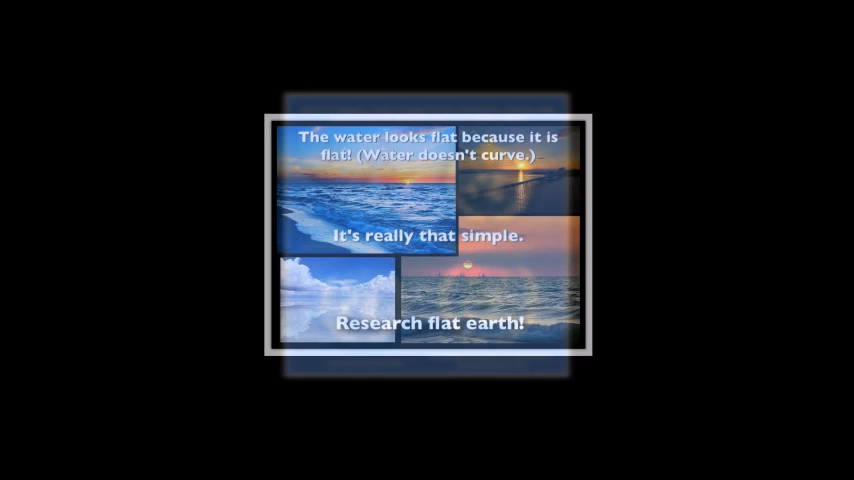 The water looks flat because it is
flat! (Water doesn't curve.)
It's really that simple.
Research flat earth!